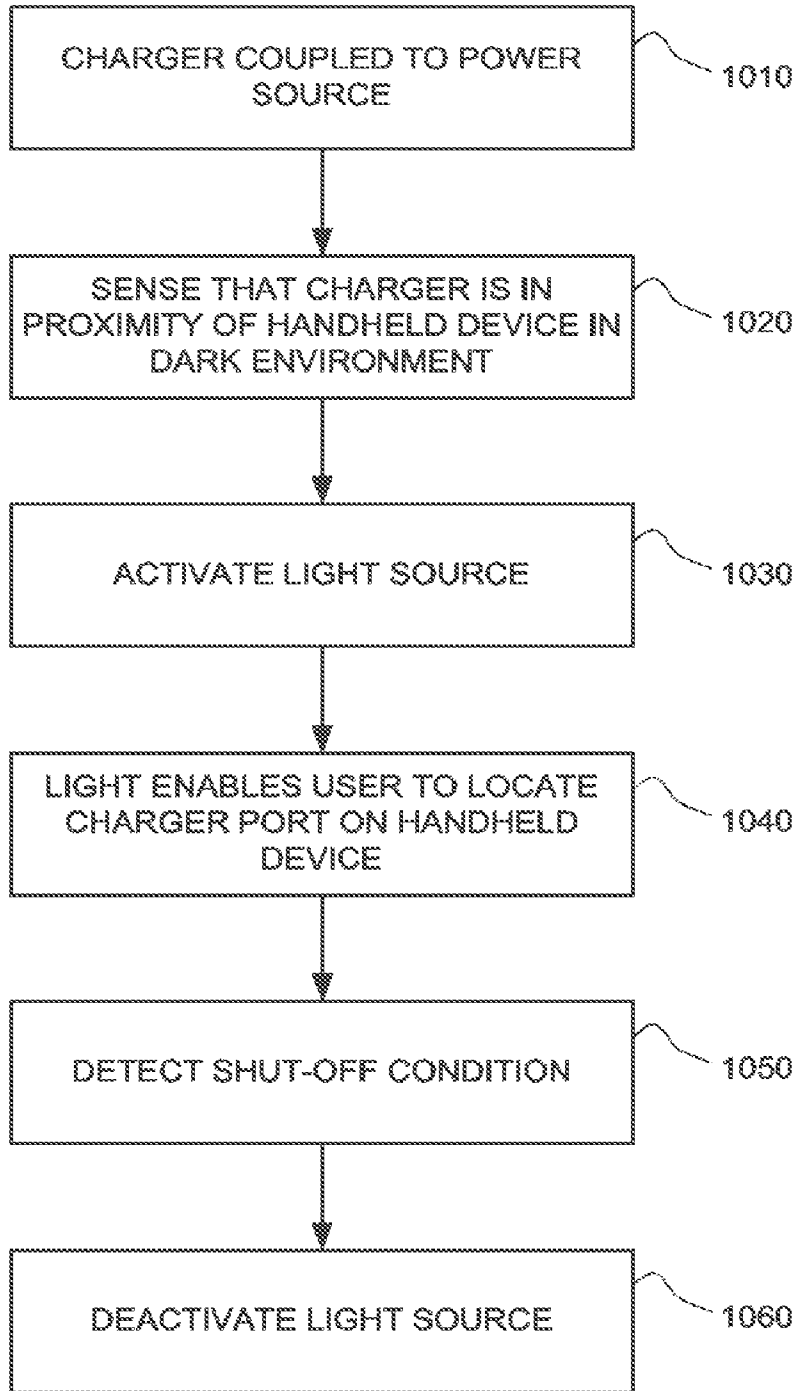 CHARGER COUPLED TO POWER
SOURCE
1010
SENSE THAT CHARGER IS IN
PROXIMITY OF HANDHELD DEVICE IN
DARK ENVIRONMENT
1020
ACTIVATE LIGHT SOURCE
1030
LIGHT ENABLES USER TO LOCATE
CHARGER PORT ON HANDHELD
DEVICE
1040
DETECT SHUT-OFF CONDITION
1050
DEACTIVATE LIGHT SOURCE
1060